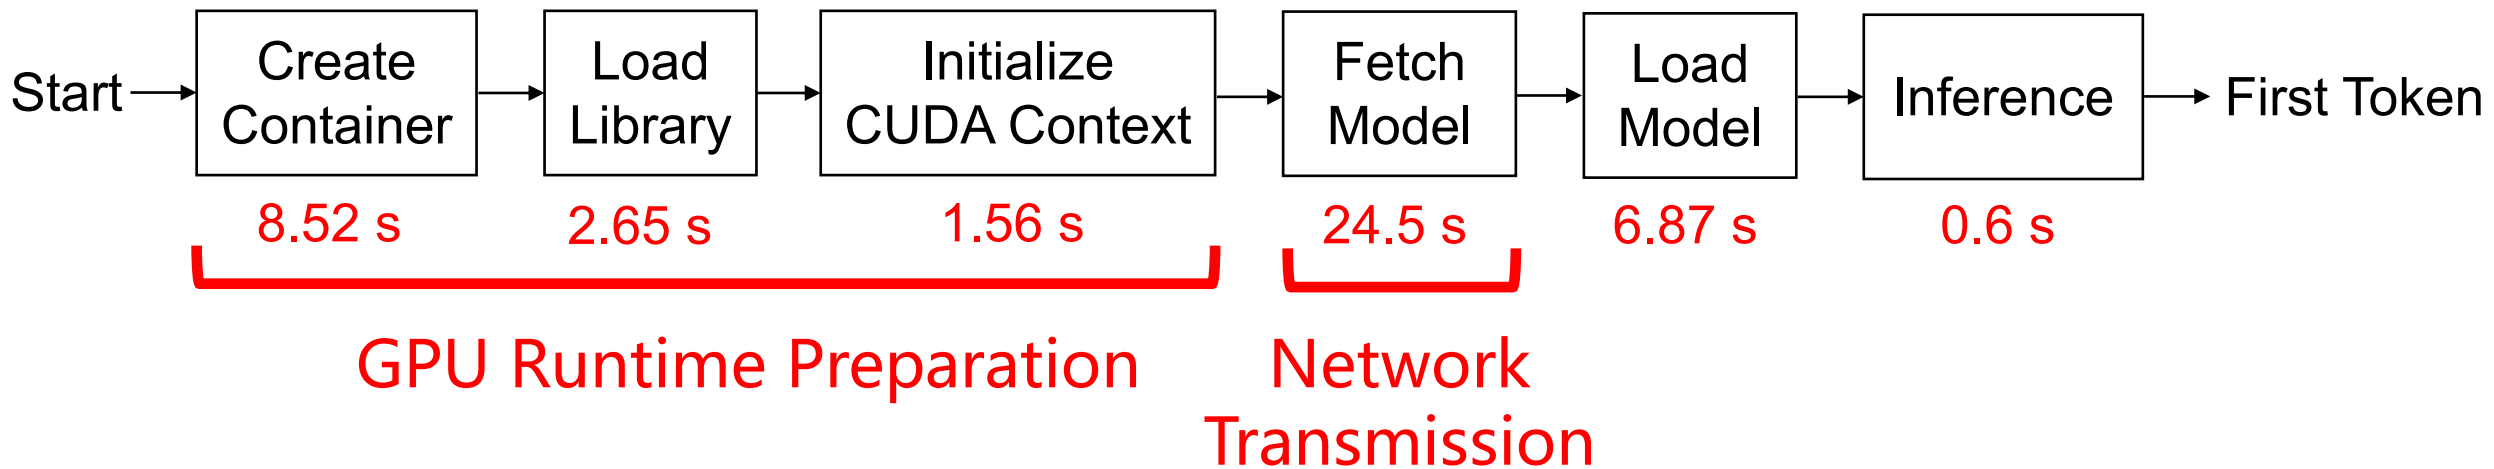 Start
Create
Container
Load
Library
Initialize
CUDA Context
Fetch
Model
Load
Model
Inference
First Token
8.52 s
2.65 s
1.56 s
24.5 s
6.87 s
0.6 s
GPU Runtime Preparation
Network
Transmission